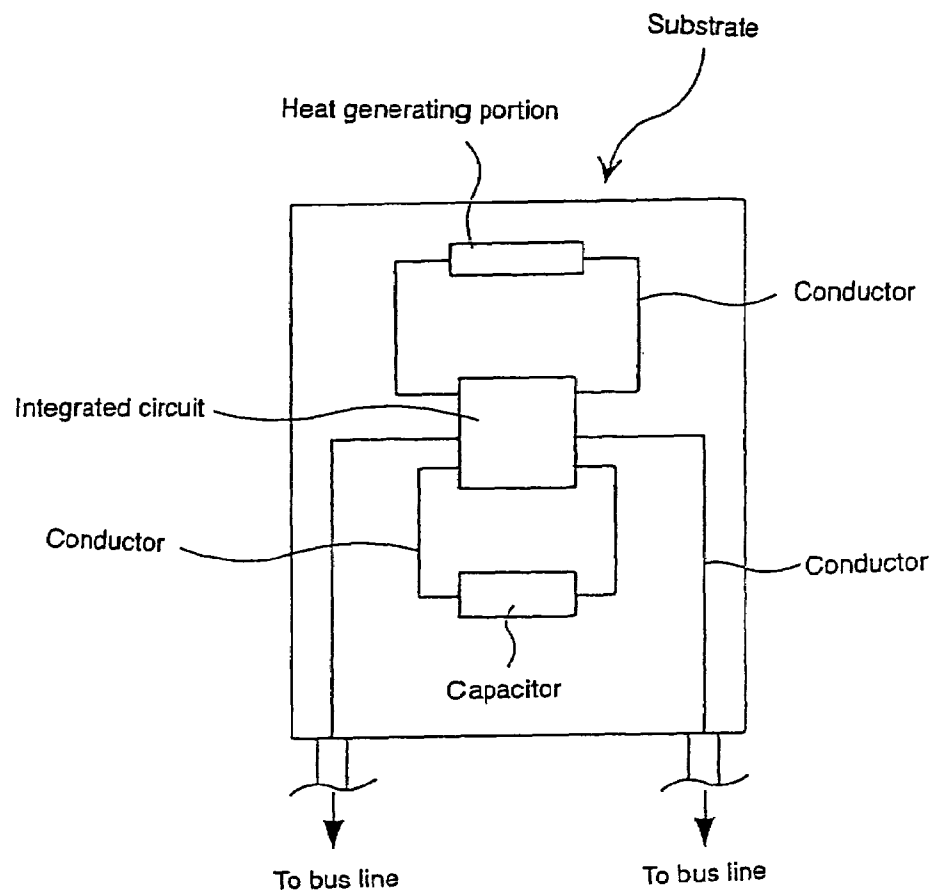 Substrate
Heat generating portion
Conductor
Integrated circuit
Conductor
Conductor
Capacitor
To bus line
To bus line